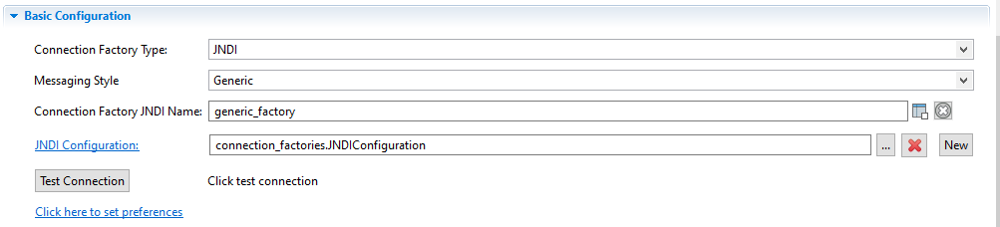 Basic Configuration
Connection Factory Type: JNDI
Messaging Style Generic
Connection Factory JNDI Name: generic_factory
JNDI Configuration: connection_factories.JNDIConfiguration ... New
Test Connection Click test connection
Click here to set preferences